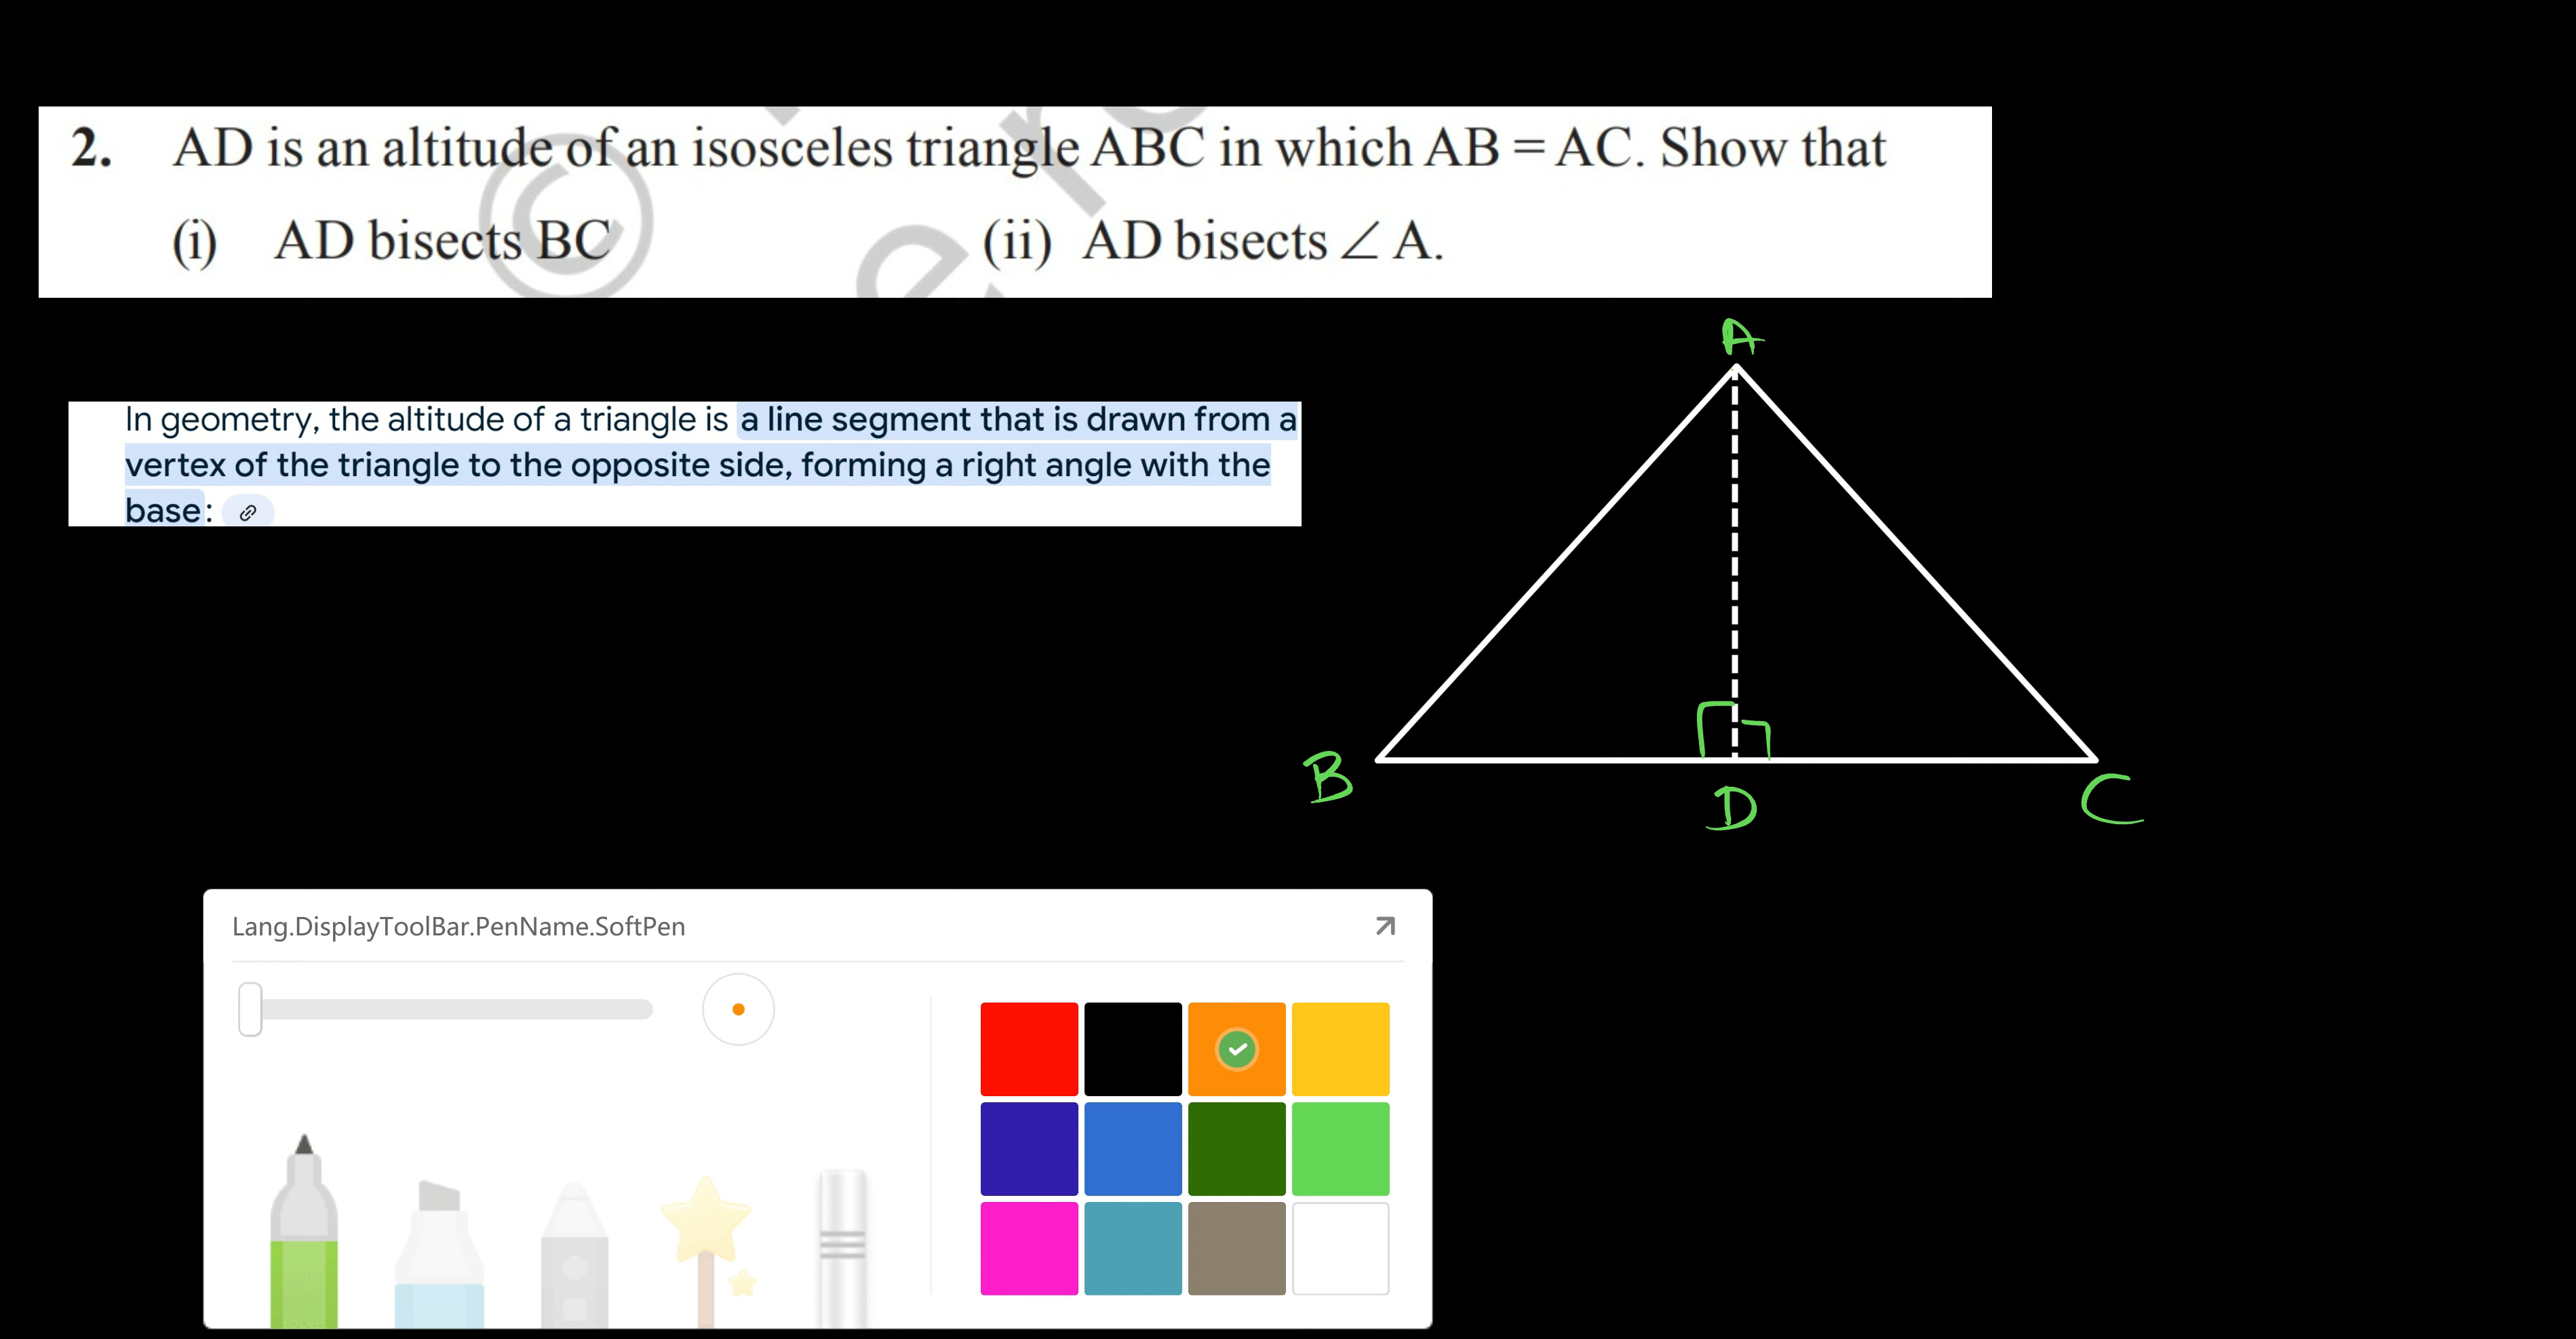 2. AD is an altitude of an isosceles triangle ABC in which AB = AC. Show that
(i) AD bisects BC (ii) AD bisects ∠ A.
In geometry, the altitude of a triangle is a line segment that is drawn from a
vertex of the triangle to the opposite side, forming a right angle with the
base:
A
B
D
C
Lang.DisplayToolBar.PenName.SoftPen